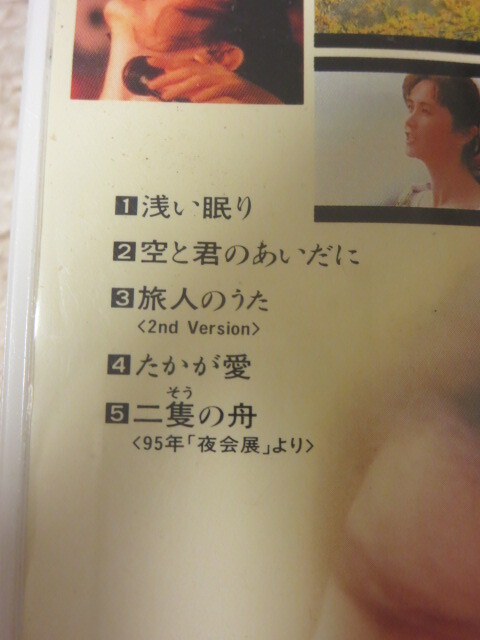 1 浅い眠り
2 空と君のあいだに
3 旅人のうた
<2nd Version>
4 たかが愛
そう
5 二隻の舟
<95年「夜会展」より>